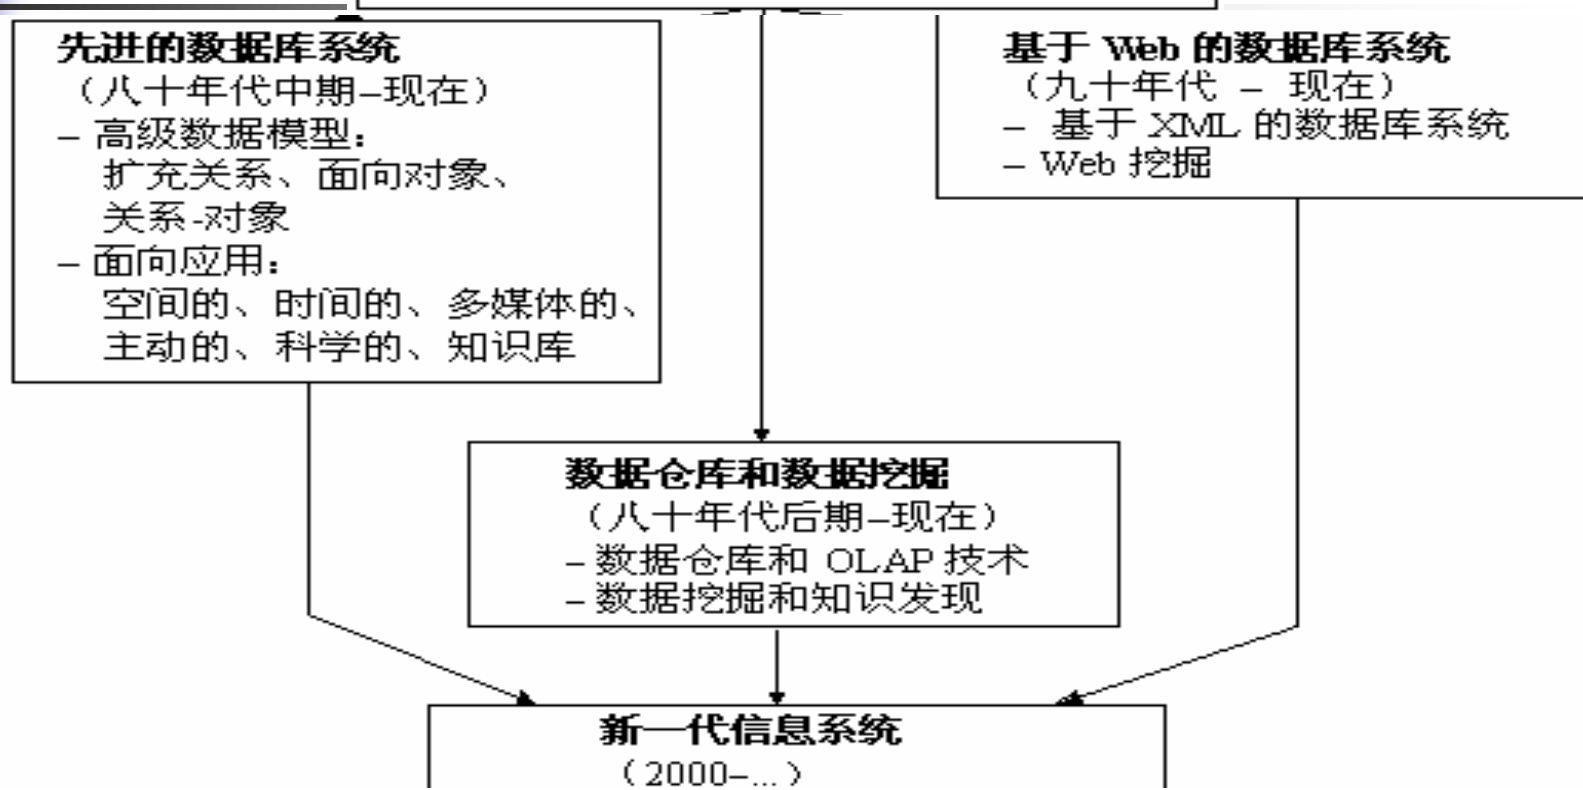 先进的数据库系统
（八十年代中期–现在）
– 高级数据模型：
扩充关系、面向对象、
关系-对象
– 面向应用：
空间的、时间的、多媒体的、
主动的、科学的、知识库
基于 Web 的数据库系统
（九十年代 – 现在）
– 基于 XML 的数据库系统
– Web 挖掘
数据仓库和数据挖掘
（八十年代后期–现在）
– 数据仓库和 OLAP 技术
– 数据挖掘和知识发现
新一代信息系统
（2000–...）